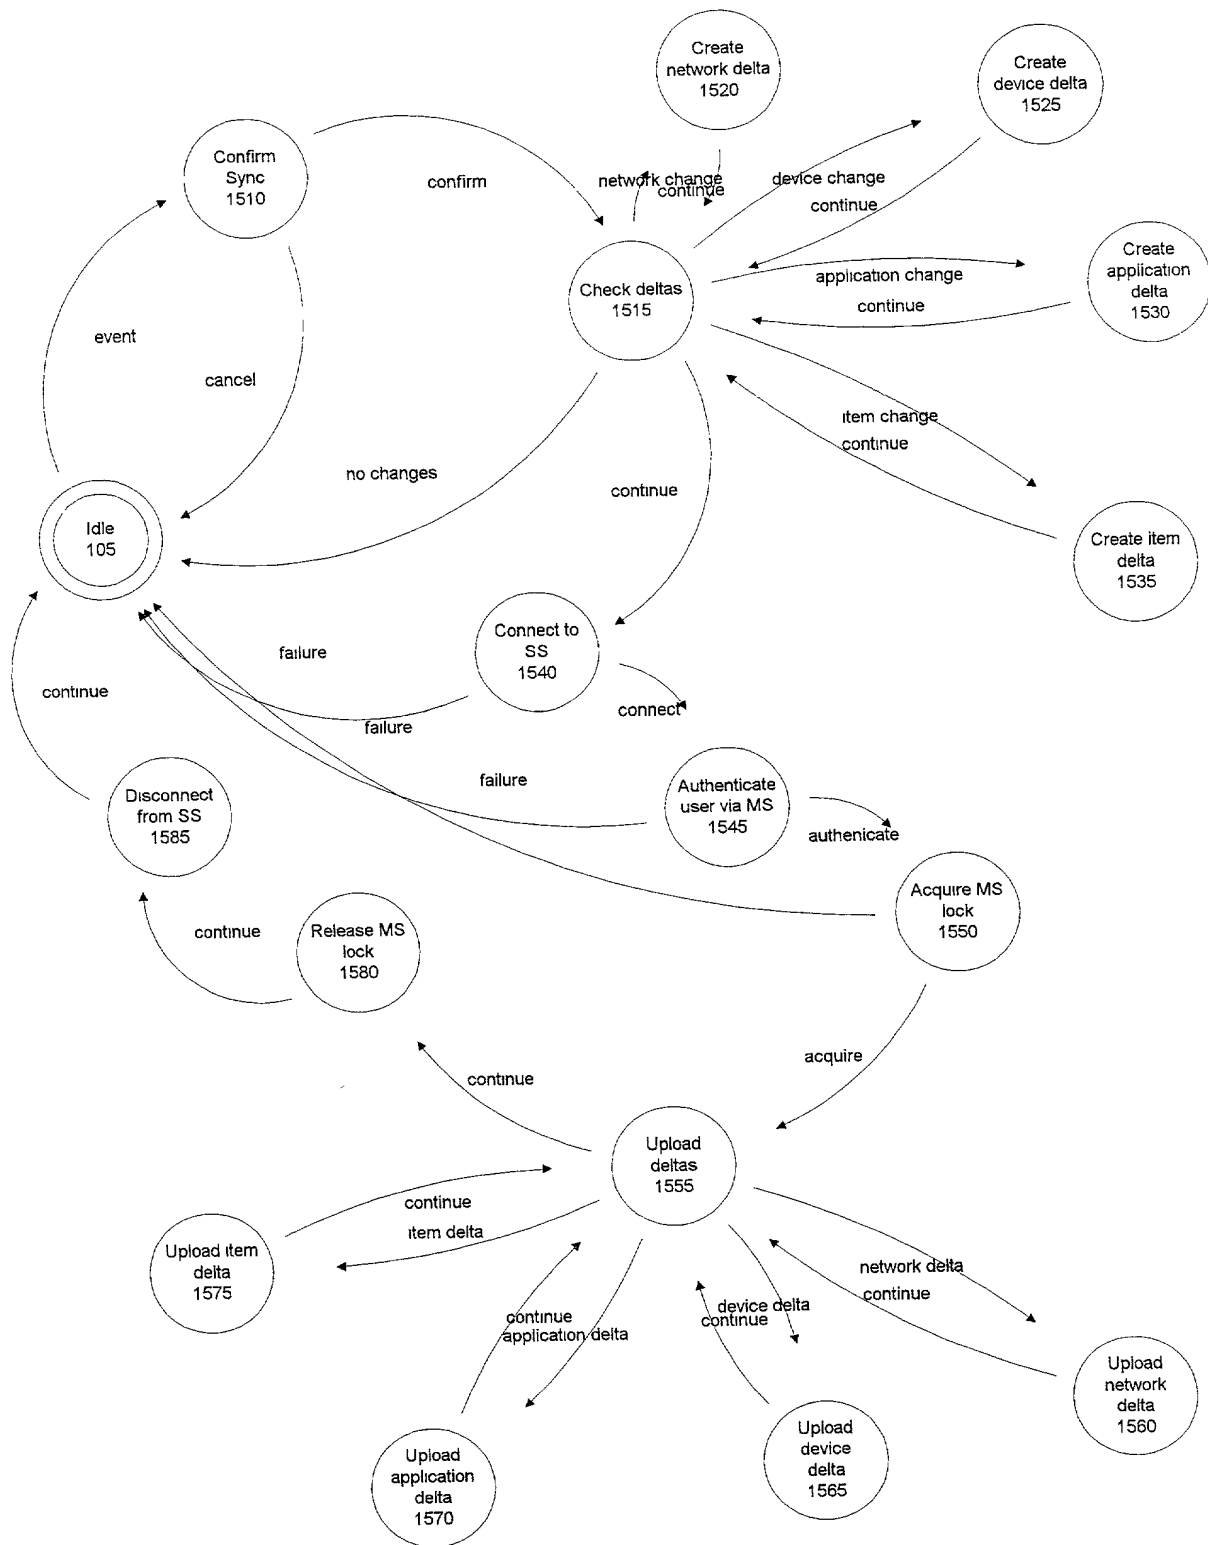 Create
network delta
1520
Create
device delta
1525
Confirm
Sync
1510
confirm
network change
continue
device change
continue
Check deltas
1515
application change
continue
Create
application
delta
1530
event
cancel
no changes
continue
item change
continue
Create item
delta
1535
Idle
105
Connect to
SS
1540
failure
connect
failure
failure
continue
Disconnect
from SS
1585
Authenticate
user via MS
1545
authenicate
Acquire MS
lock
1550
continue
Release MS
lock
1580
acquire
continue
Upload
deltas
1555
continue
item delta
Upload item
delta
1575
network delta
continue
device delta
continue
continue
application delta
Upload
network
delta
1560
Upload
device
delta
1565
Upload
application
delta
1570